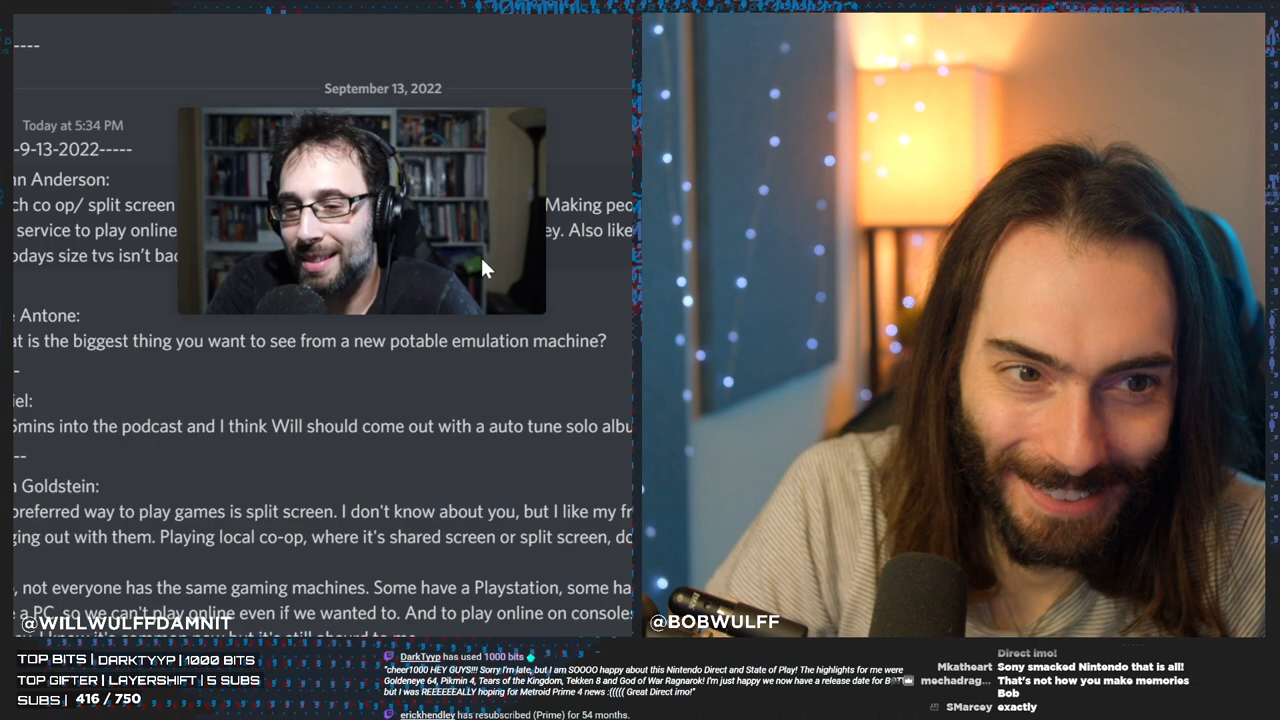 ----
September 13, 2022
Today at 5:34 PM
-9-13-2022-----
nn Anderson:
ch co op/ split screen
Making peo
service to play online
ey. Also like
odays size tvs isn't bac
Antone:
at is the biggest thing you want to see from a new potable emulation machine?
-
iel:
5mins into the podcast and I think Will should come out with a auto tune solo albu
--
n Goldstein:
preferred way to play games is split screen. I don't know about you, but I like my fr
ging out with them. Playing local co-op, where it's shared screen or split screen, do
, not everyone has the same gaming machines. Some have a Playstation, some ha
e a PC, so we can't play online even if we wanted to. And to play online on console
@WILLWULFFDAMNIT
@BOBWULFF
TOP BITS | DARKTYYP | 1000 BITS
TOP GIFTER | LAYERSHIFT | 5 SUBS
SUBS | 416 / 750
DarkTyyp has used 1000 bits
"cheer1000 HEY GUYS!!! Sorry I'm late, but I am SOOOO happy about this Nintendo Direct and State of Play! The highlights for me were
Goldeneye 64, Pikmin 4, Tears of the Kingdom, Tekken 8 and God of War Ragnarok! I'm just happy we now have a release date for BOTW
but I was REEEEEEALLY hoping for Metroid Prime 4 news :((((( Great Direct imo!"
erickhendley has resubscribed (Prime) for 54 months.
Direct imo!
Mkatheart Sony smacked Nintendo that is all!
mechadrag... That's not how you make memories
Bob
SMarcey exactly